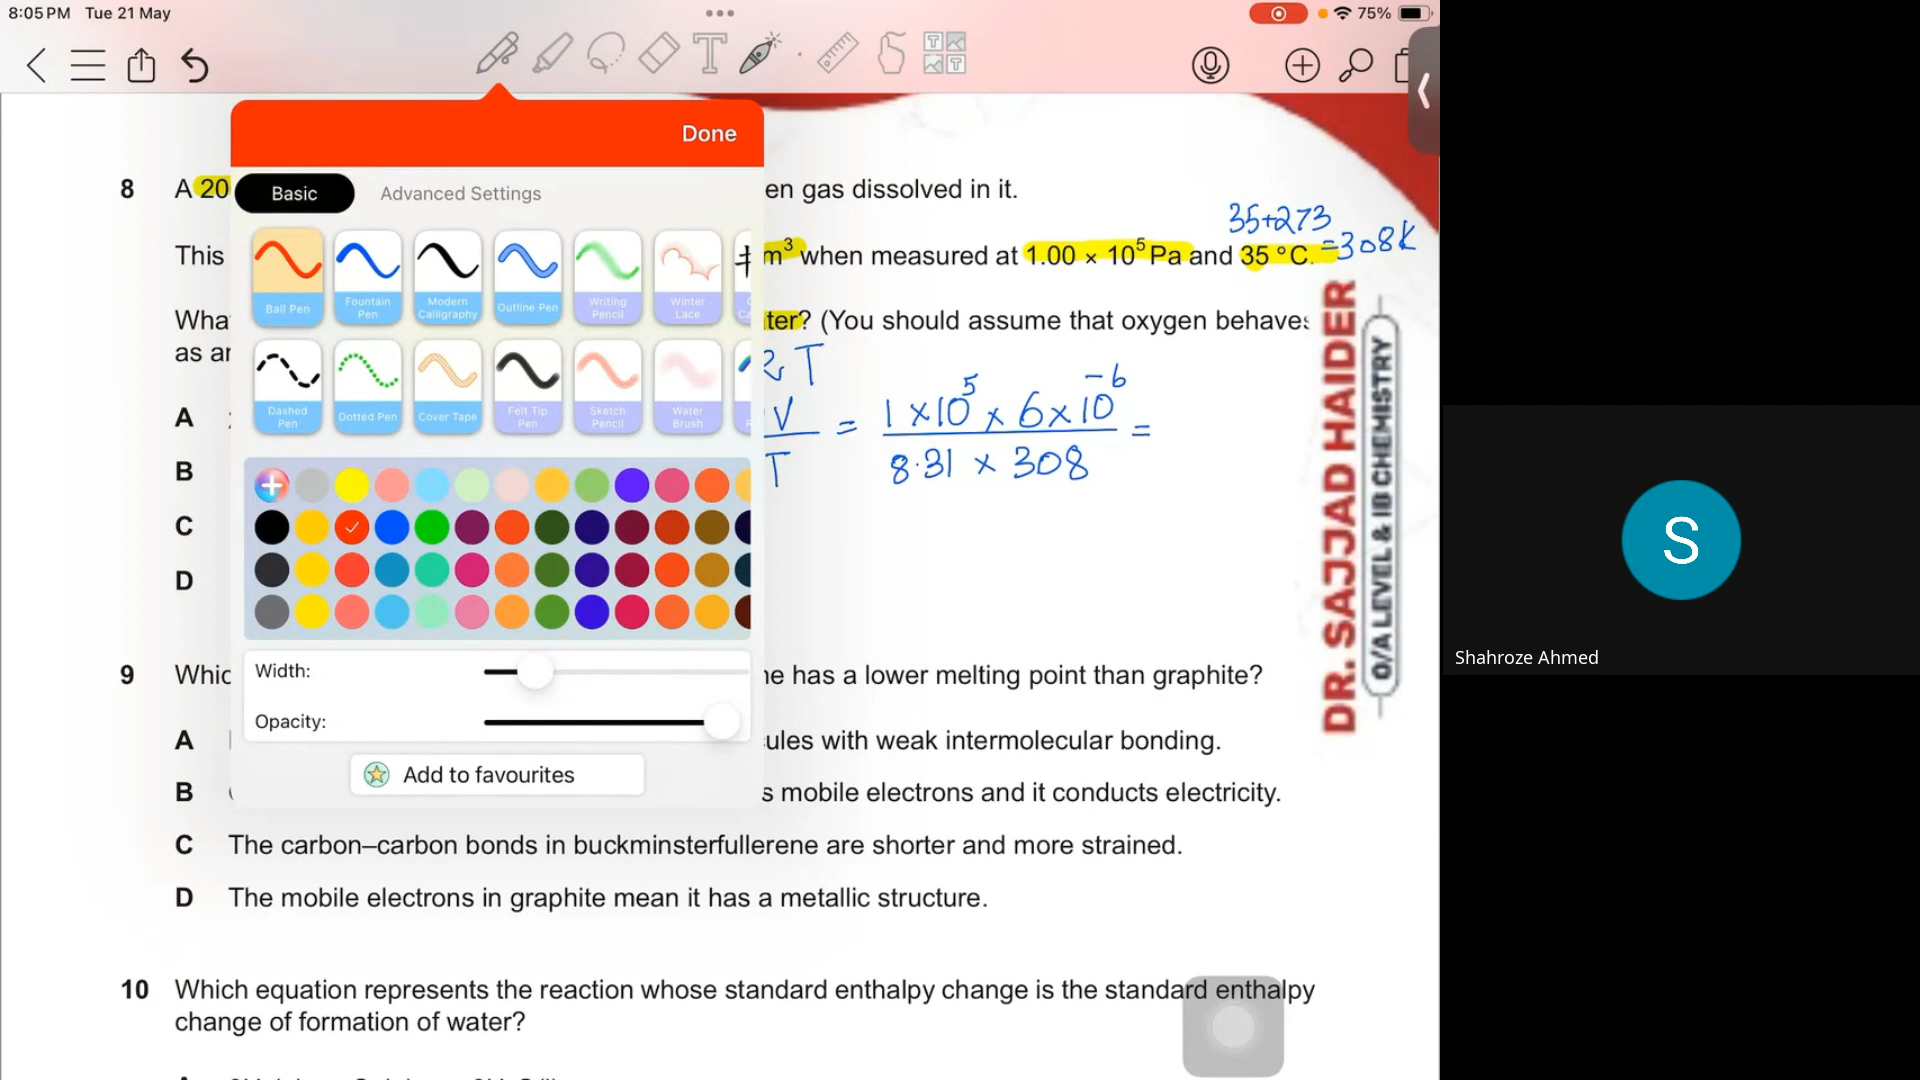 8:05 PM Tue 21 May
75%
T
Done
Basic
Advanced Settings
8 A 20 en gas dissolved in it.
35+273
=308K
This m³ when measured at 1.00 × 10⁵ Pa and 35 °C.
ter? (You should assume that oxygen behaves
Ball Pen
Fountain Pen
Modern Calligraphy
Outline Pen
Writing Pencil
Winter Lace
Dashed Pen
Dotted Pen
Cover Tape
Felt Tip Pen
Sketch Pencil
Water Brush
R T
V
T
= 1 × 10⁵ × 6 × 10⁻⁶ =
8.31 × 308
A
B
C
D
Width:
Opacity:
Add to favourites
9 he has a lower melting point than graphite?
A ules with weak intermolecular bonding.
B s mobile electrons and it conducts electricity.
C The carbon–carbon bonds in buckminsterfullerene are shorter and more strained.
D The mobile electrons in graphite mean it has a metallic structure.
10 Which equation represents the reaction whose standard enthalpy change is the standard enthalpy
change of formation of water?
DR. SAJJAD HAIDER
O/A LEVEL & IB CHEMISTRY
S
Shahroze Ahmed